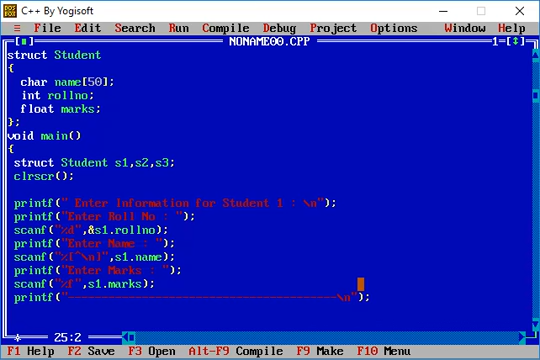 C++ By Yogisoft
≡ File Edit Search Run Compile Debug Project Options Window Help
[■] NONAME00.CPP 1=[↕]
struct Student
{
char name[50];
int rollno;
float marks;
};
void main()
{
struct Student s1,s2,s3;
clrscr();
printf(" Enter Information for Student 1 : \n");
printf("Enter Roll No : ");
scanf("%d",&s1.rollno);
printf("Enter Name : ");
scanf("%[^\n]",s1.name);
printf("Enter Marks : ");
scanf("%f",s1.marks);
printf("----------------------------------------\n");
* 25:2
F1 Help F2 Save F3 Open Alt-F9 Compile F9 Make F10 Menu